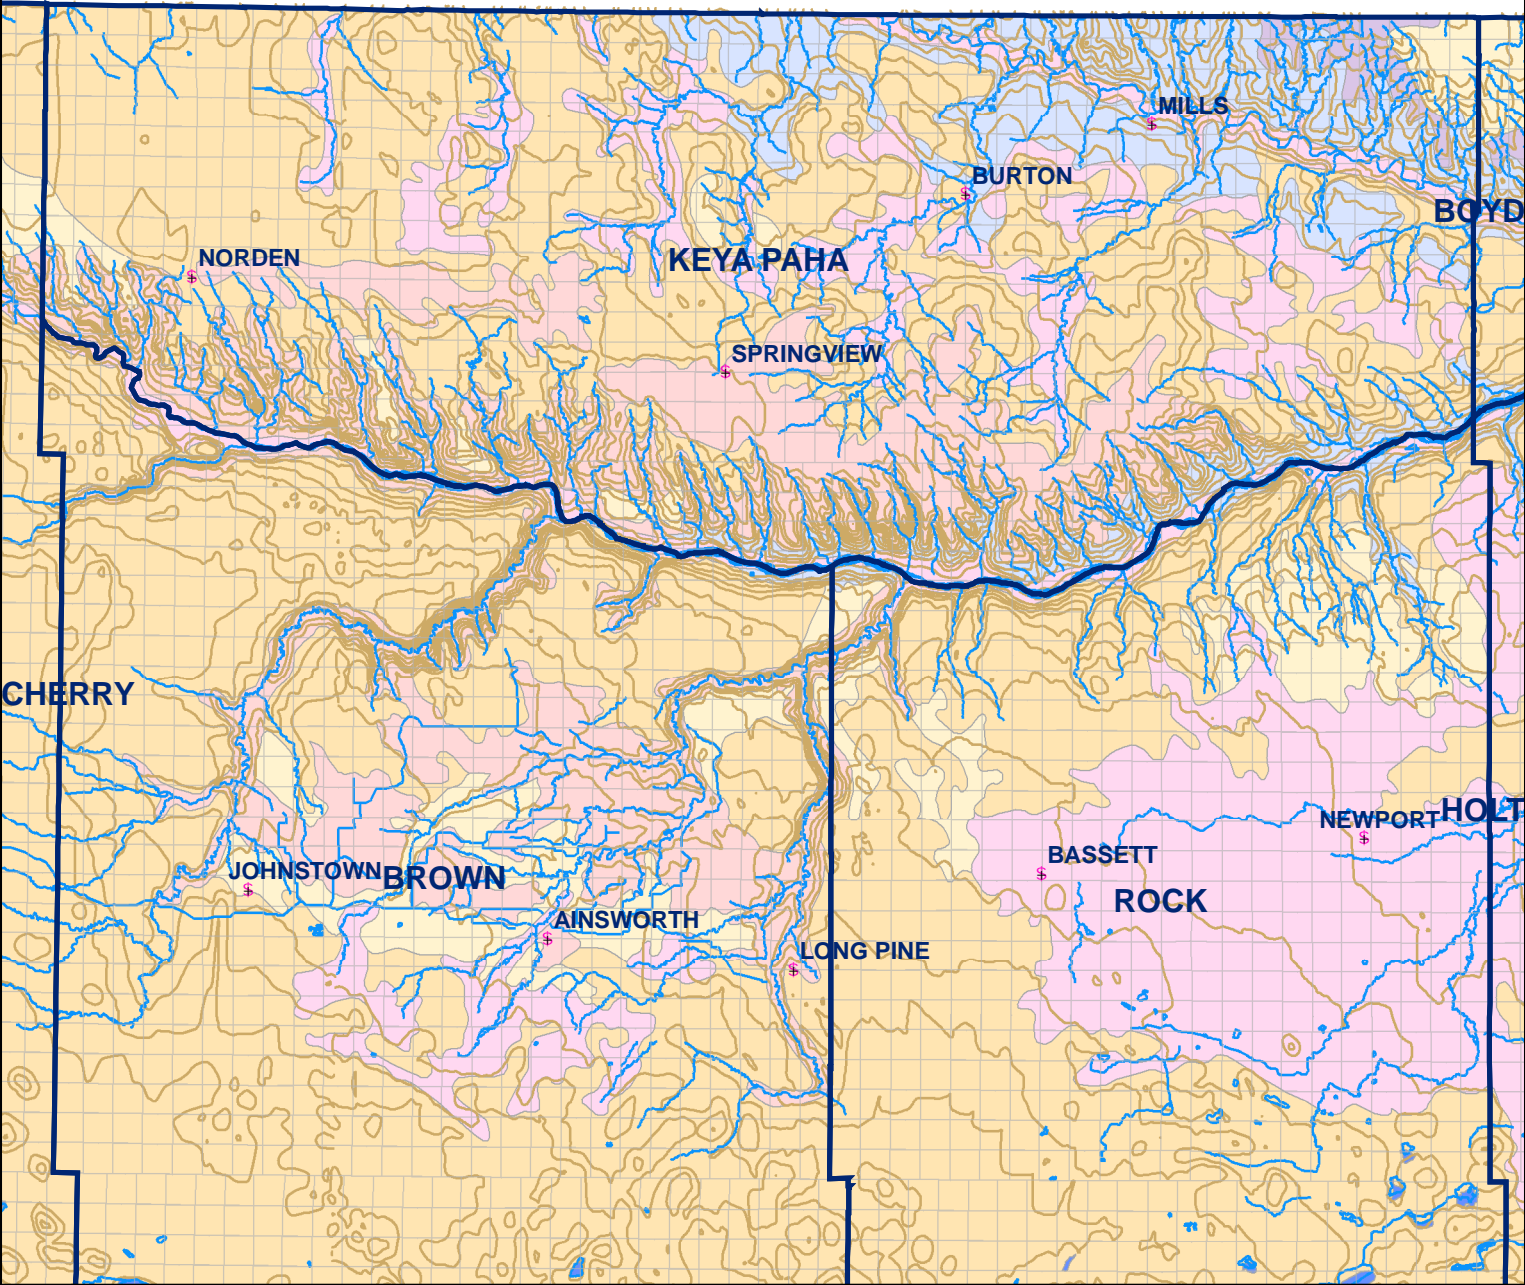 MILLS
BURTON
BOYD
NORDEN
KEYA PAHA
SPRINGVIEW
CHERRY
NEWPORT
HOLT
BASSETT
JOHNSTOWN
BROWN
ROCK
AINSWORTH
LONG PINE